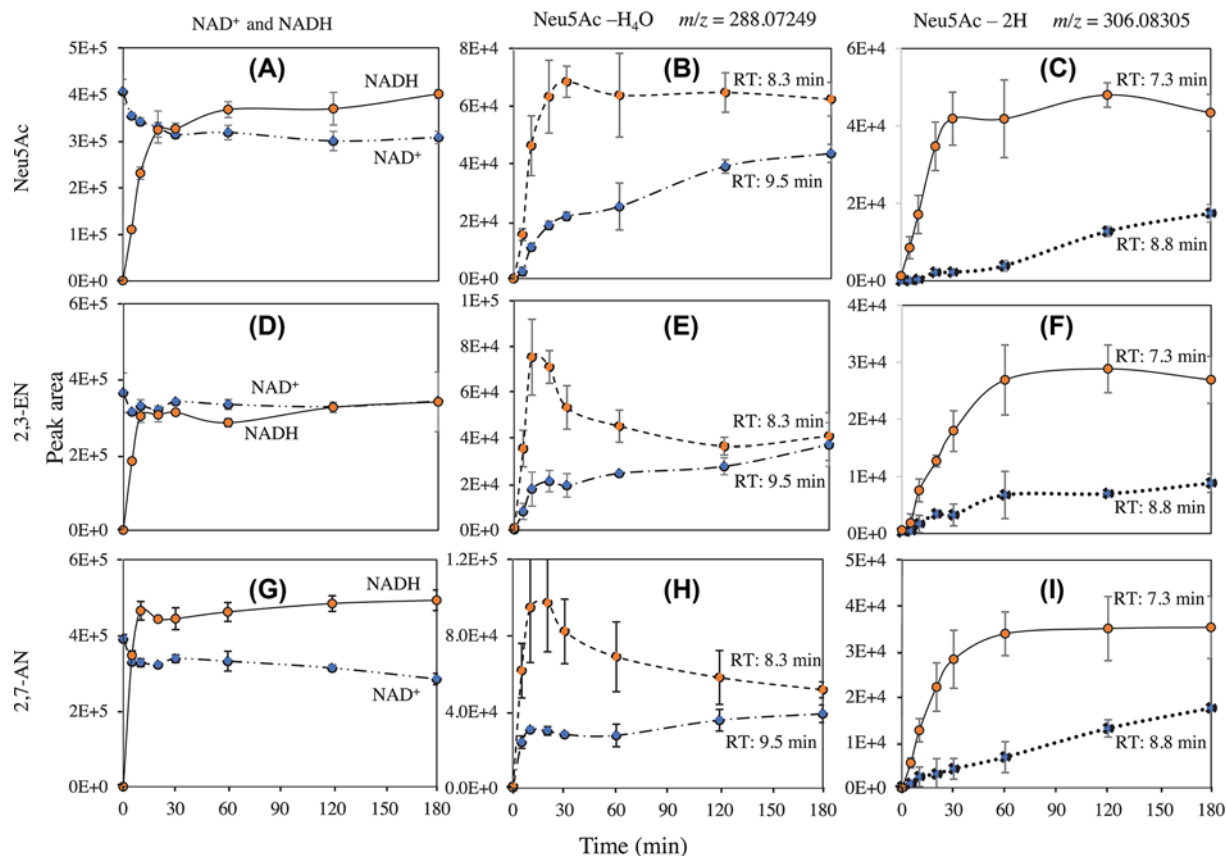 NAD⁺ and NADH
Neu5Ac –H₄O m/z = 288.07249
Neu5Ac – 2H m/z = 306.08305
Neu5Ac
5E+5
4E+5
3E+5
2E+5
1E+5
0E+0
(A)
NADH
NAD⁺
8E+4
6E+4
4E+4
2E+4
0E+0
(B)
RT: 8.3 min
RT: 9.5 min
6E+4
4E+4
2E+4
0E+0
(C)
RT: 7.3 min
RT: 8.8 min
2,3-EN
Peak area
6E+5
4E+5
2E+5
0E+0
(D)
NAD⁺
NADH
1E+5
8E+4
6E+4
4E+4
2E+4
0E+0
(E)
RT: 8.3 min
RT: 9.5 min
4E+4
3E+4
2E+4
1E+4
0E+0
(F)
RT: 7.3 min
RT: 8.8 min
2,7-AN
6E+5
5E+5
4E+5
3E+5
2E+5
1E+5
0E+0
(G)
NADH
NAD⁺
0 30 60 90 120 150 180
1.2E+5
8.0E+4
4.0E+4
0.0E+0
(H)
RT: 8.3 min
RT: 9.5 min
0 30 60 90 120 150 180
5E+4
4E+4
3E+4
2E+4
1E+4
0E+0
(I)
RT: 7.3 min
RT: 8.8 min
0 30 60 90 120 150 180
Time (min)